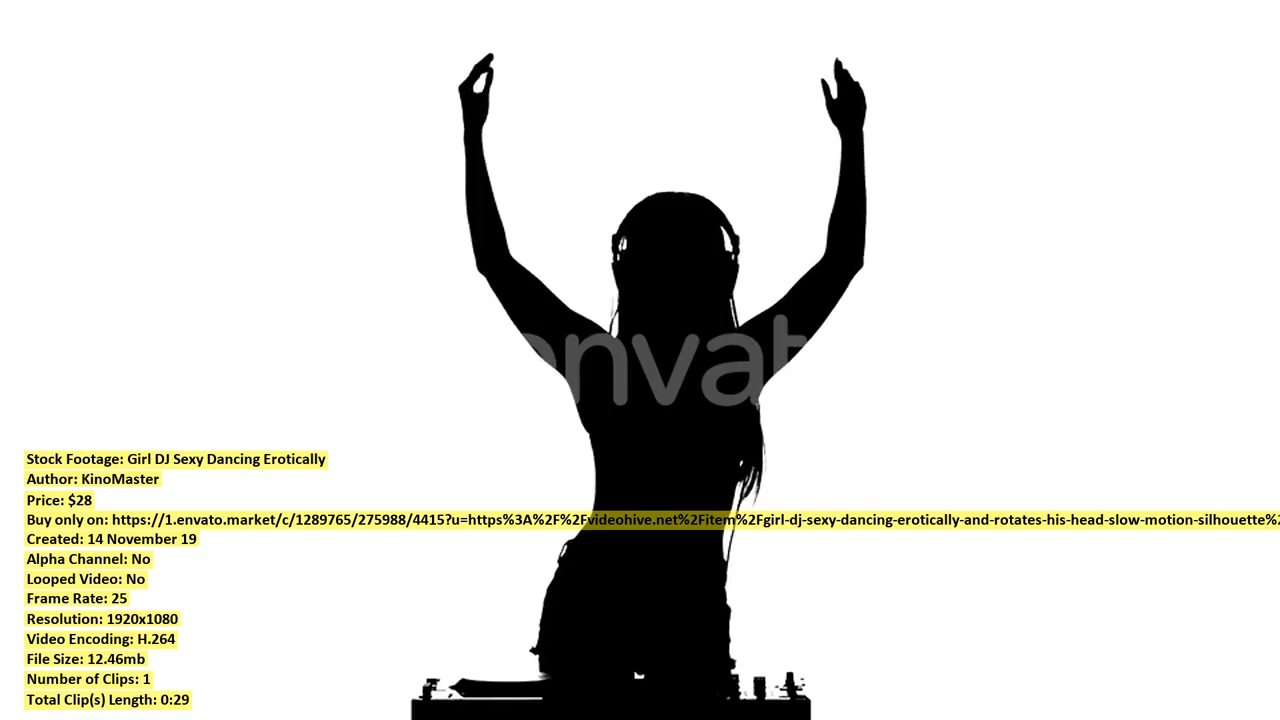 envat
Stock Footage: Girl DJ Sexy Dancing Erotically
Author: KinoMaster
Price: $28
Buy only on: https://1.envato.market/c/1289765/275988/4415?u=https%3A%2F%2Fvideohive.net%2Fitem%2Fgirl-dj-sexy-dancing-erotically-and-rotates-his-head-slow-motion-silhouette%2
Created: 14 November 19
Alpha Channel: No
Looped Video: No
Frame Rate: 25
Resolution: 1920x1080
Video Encoding: H.264
File Size: 12.46mb
Number of Clips: 1
Total Clip(s) Length: 0:29